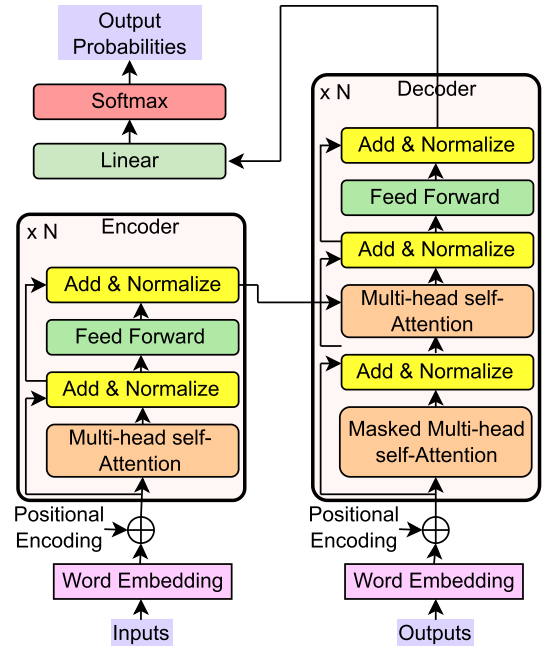 Output
Probabilities
Softmax
Linear
x N
Encoder
Add & Normalize
Feed Forward
Add & Normalize
Multi-head self-
Attention
Positional
Encoding
Word Embedding
Inputs
x N
Decoder
Add & Normalize
Feed Forward
Add & Normalize
Multi-head self-
Attention
Add & Normalize
Masked Multi-head
self-Attention
Positional
Encoding
Word Embedding
Outputs